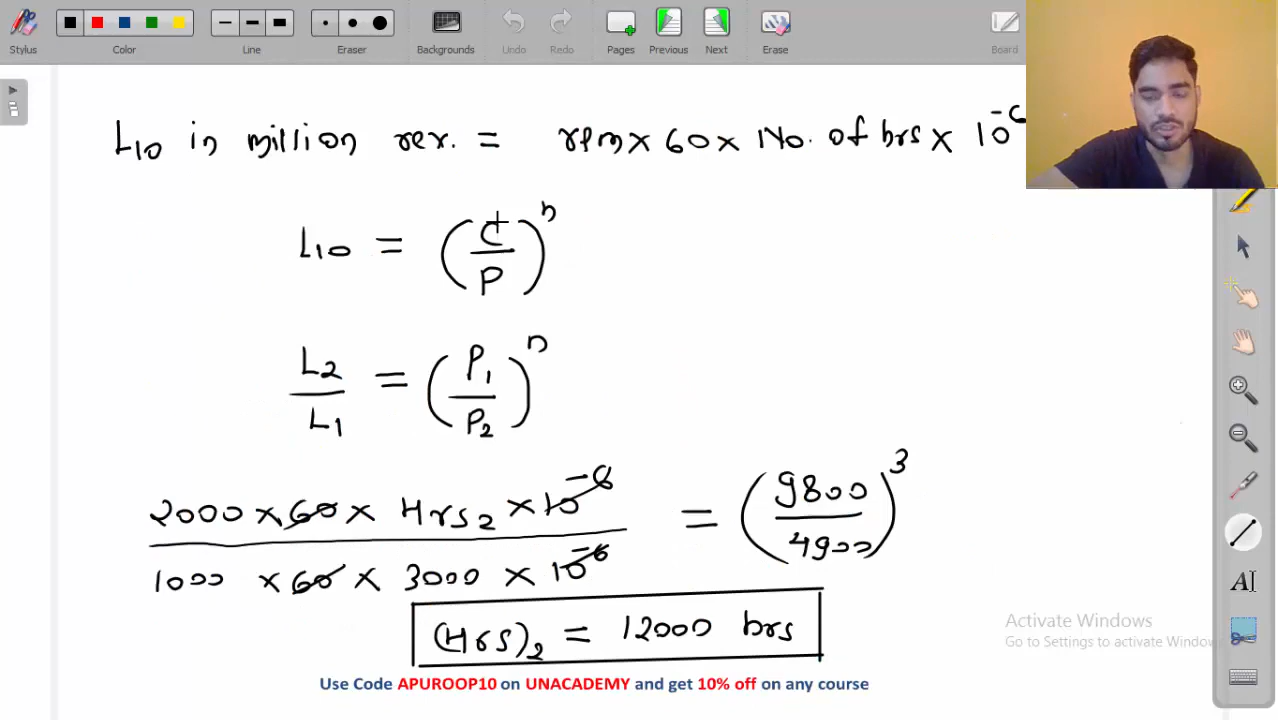 Stylus Color Line Eraser Backgrounds Undo Redo Pages Previous Next Erase Board
L10 in million rev. = rpm × 60 × No. of hrs × 10^-6
L10 = (C/P)^n
L2/L1 = (P1/P2)^n
2000 × 60 × Hrs2 × 10^-6 / 1000 × 60 × 3000 × 10^-6 = (9800/4900)^3
(Hrs)2 = 12000 hrs
Activate Windows
Go to Settings to activate Window
Use Code APUROOP10 on UNACADEMY and get 10% off on any course